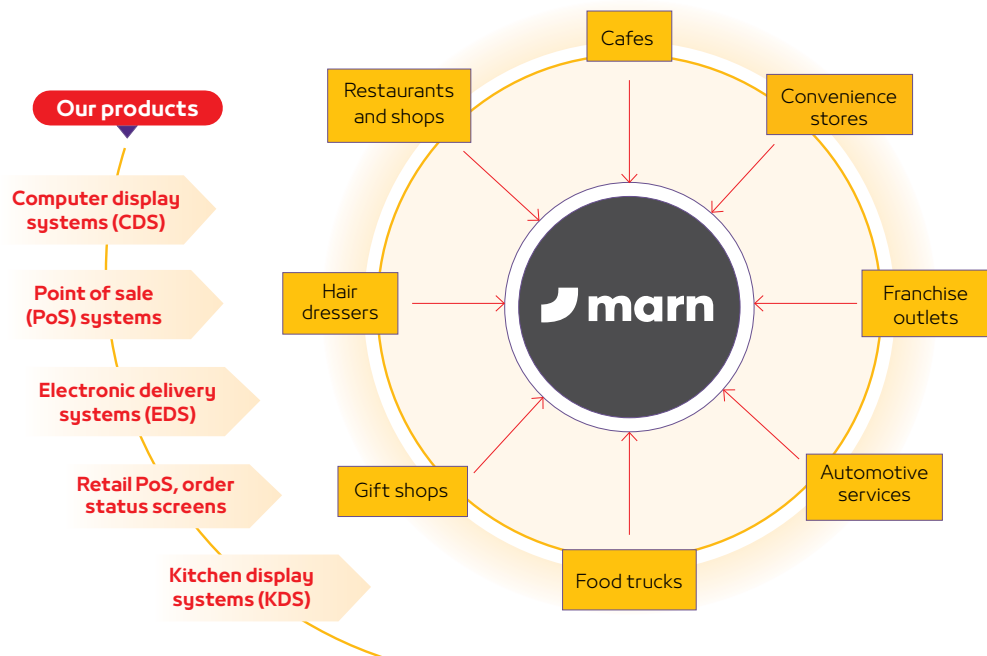 Our products
Computer display
systems (CDS)
Point of sale
(PoS) systems
Electronic delivery
systems (EDS)
Retail PoS, order
status screens
Kitchen display
systems (KDS)
Cafes
Restaurants
and shops
Convenience
stores
Hair
dressers
marn
Franchise
outlets
Gift shops
Automotive
services
Food trucks